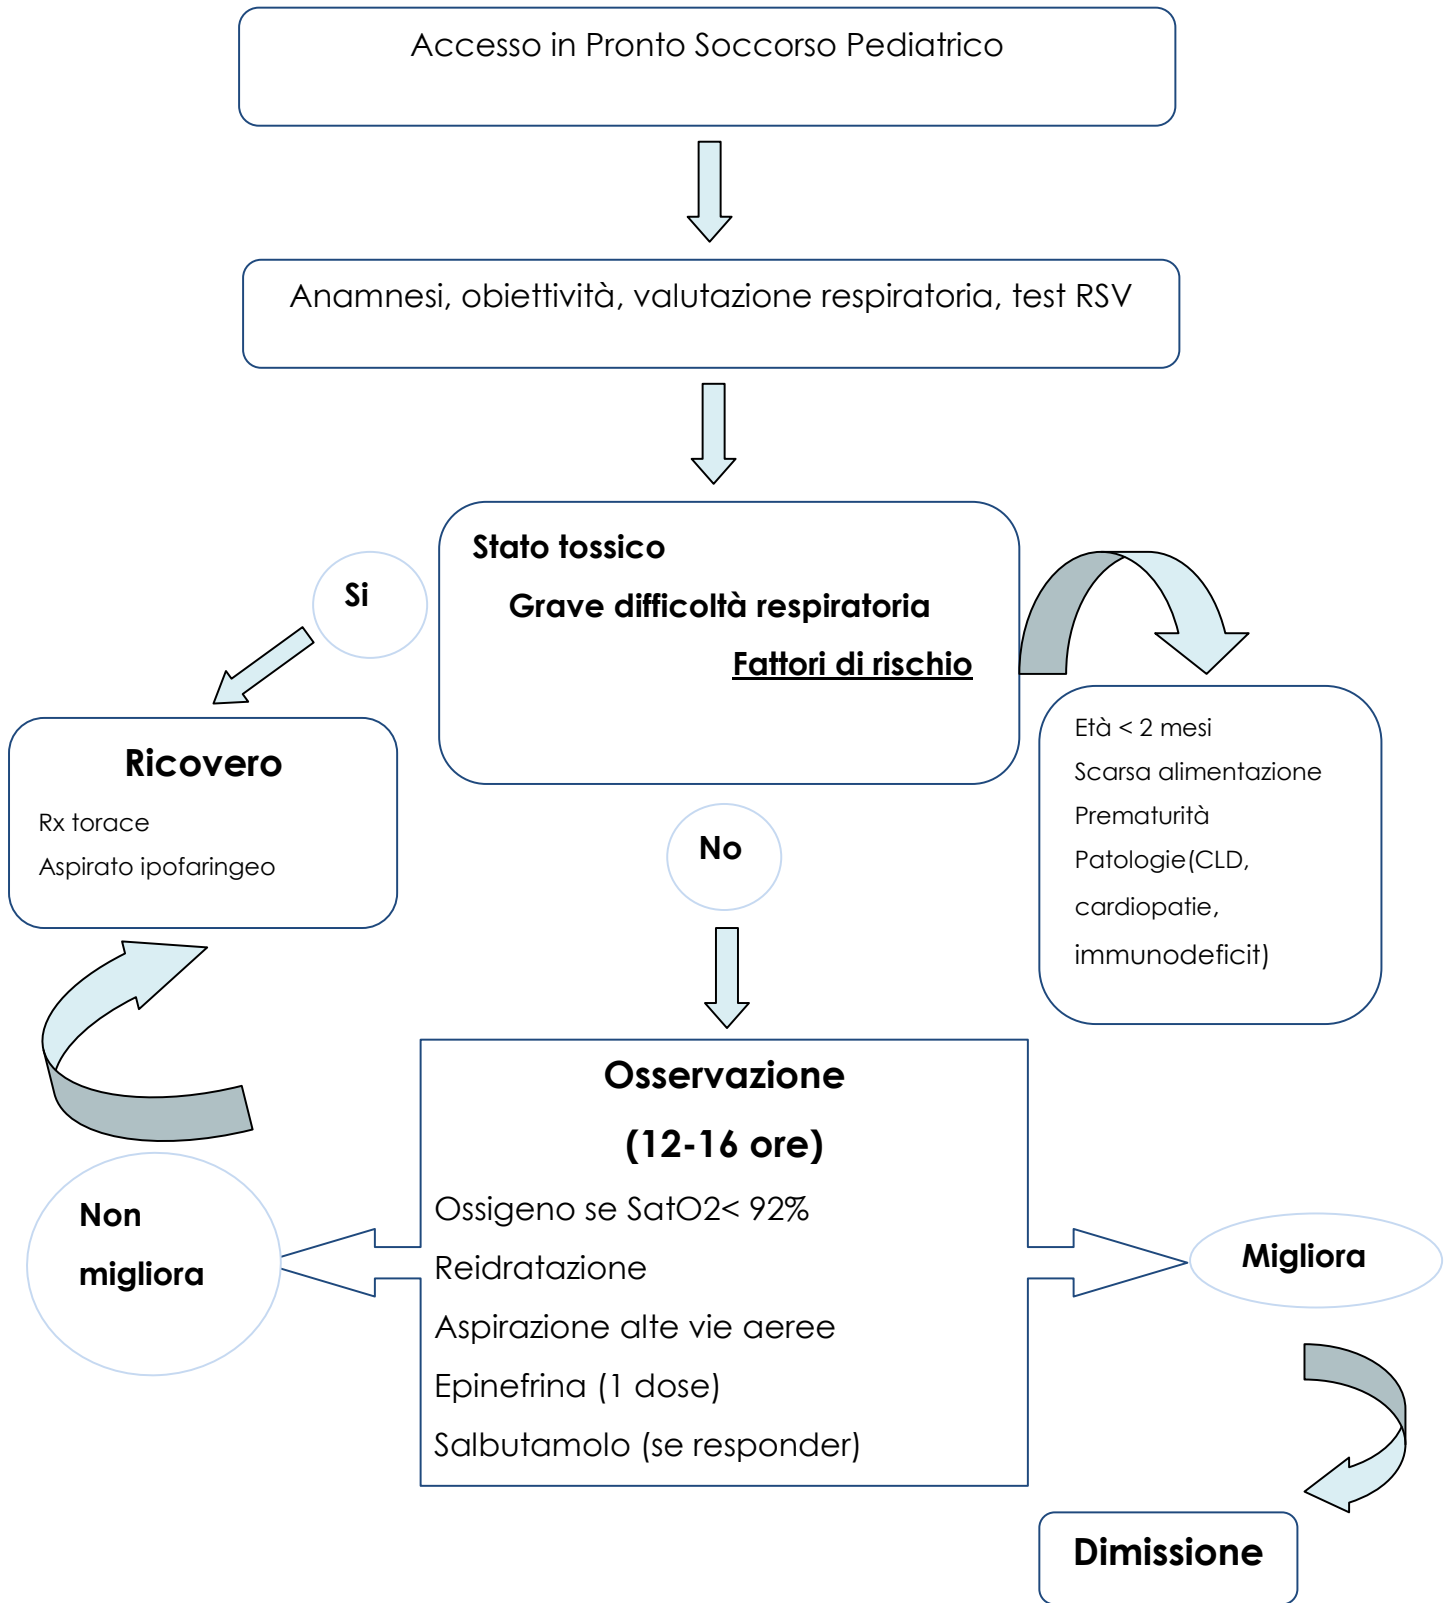 Accesso in Pronto Soccorso Pediatrico
Anamnesi, obiettività, valutazione respiratoria, test RSV
Si
Stato tossico
Grave difficoltà respiratoria
Fattori di rischio
Ricovero
Rx torace
Aspirato ipofaringeo
Età < 2 mesi
Scarsa alimentazione
Prematurità
Patologie(CLD,
cardiopatie,
immunodeficit)
No
Osservazione
(12-16 ore)
Ossigeno se SatO2< 92%
Reidratazione
Aspirazione alte vie aeree
Epinefrina (1 dose)
Salbutamolo (se responder)
Non
migliora
Migliora
Dimissione